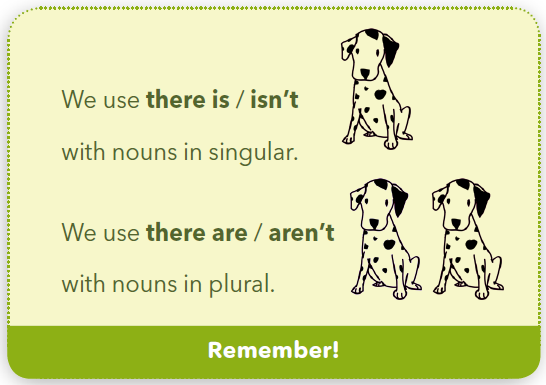 We use there is / isn’t
with nouns in singular.
We use there are / aren’t
with nouns in plural.
Remember!